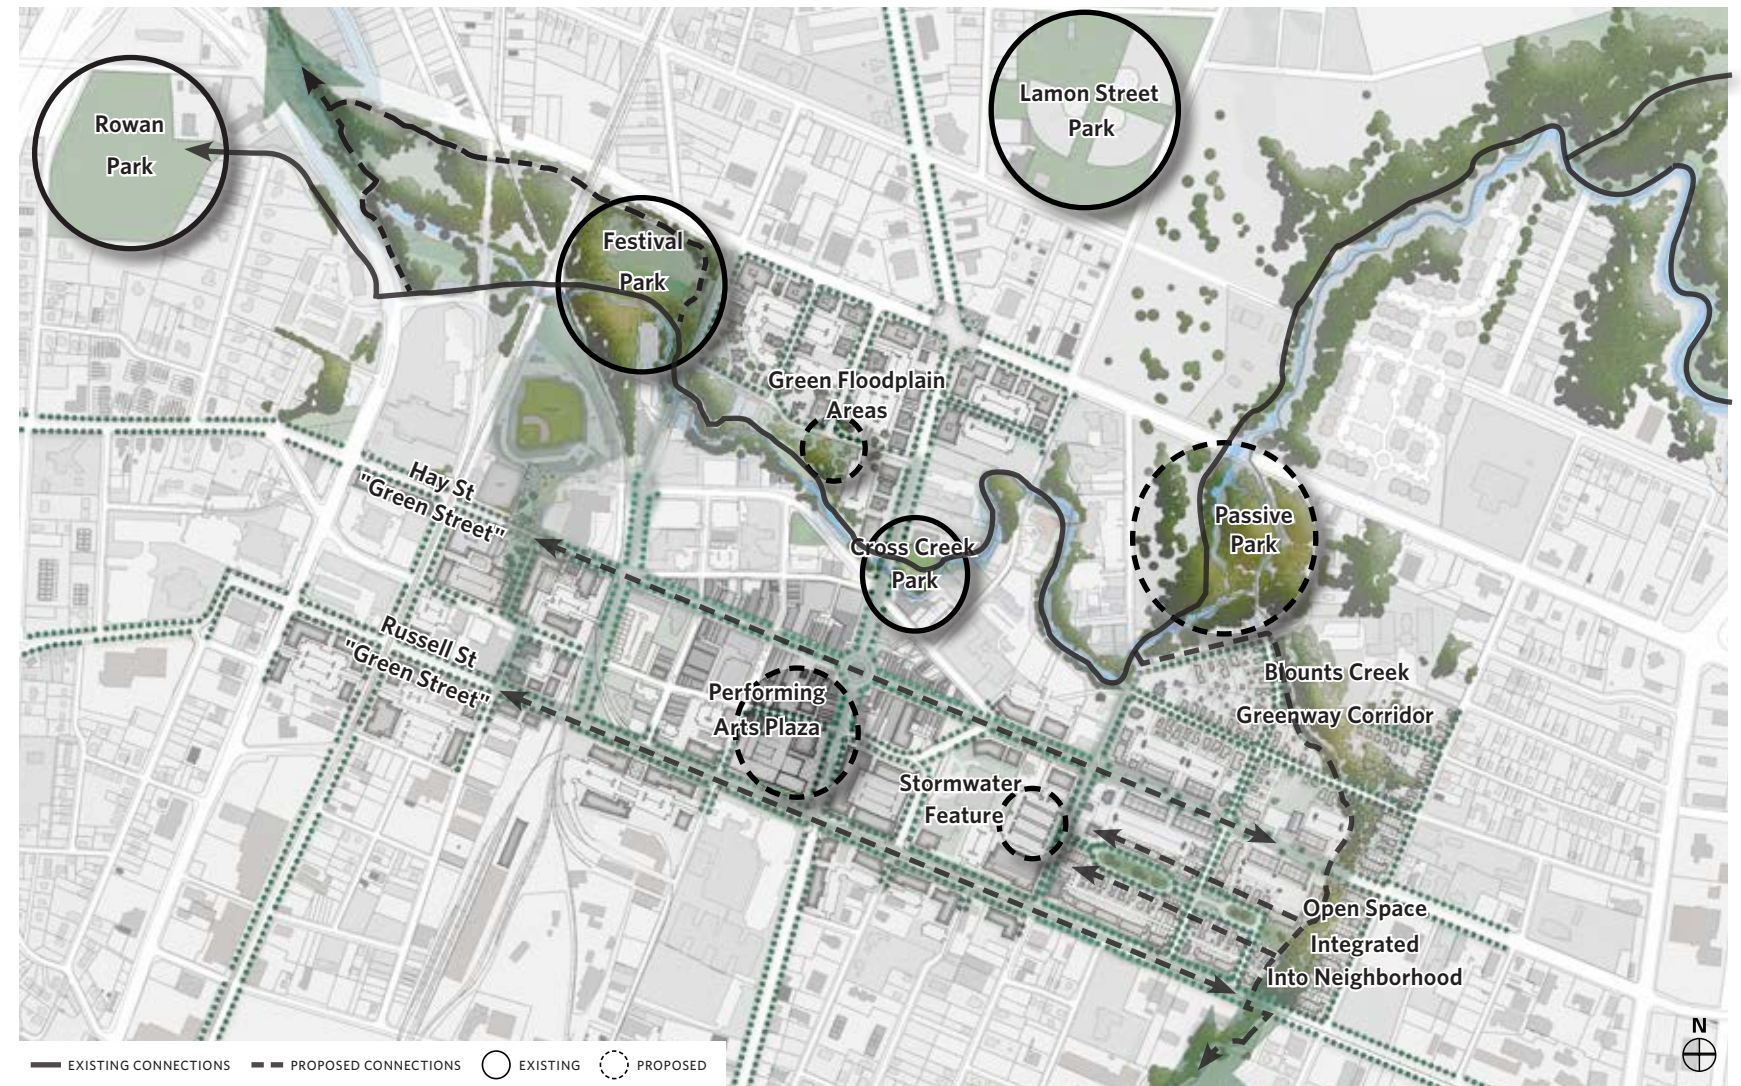 Lamon Street
Park
Rowan
Park
Festival
Park
Green Floodplain
Areas
Hay St
"Green Street"
Passive
Park
Cross Creek
Park
Russell St
"Green Street"
Blounts Creek
Greenway Corridor
Performing
Arts Plaza
Stormwater
Feature
Open Space
Integrated
Into Neighborhood
N
EXISTING CONNECTIONS
PROPOSED CONNECTIONS
EXISTING
PROPOSED